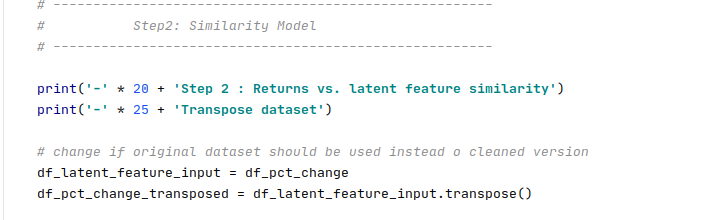 # -----------------------------------------------------
#           Step2: Similarity Model
# -----------------------------------------------------
print('-' * 20 + 'Step 2 : Returns vs. latent feature similarity')
print('-' * 25 + 'Transpose dataset')
# change if original dataset should be used instead o cleaned version
df_latent_feature_input = df_pct_change
df_pct_change_transposed = df_latent_feature_input.transpose()